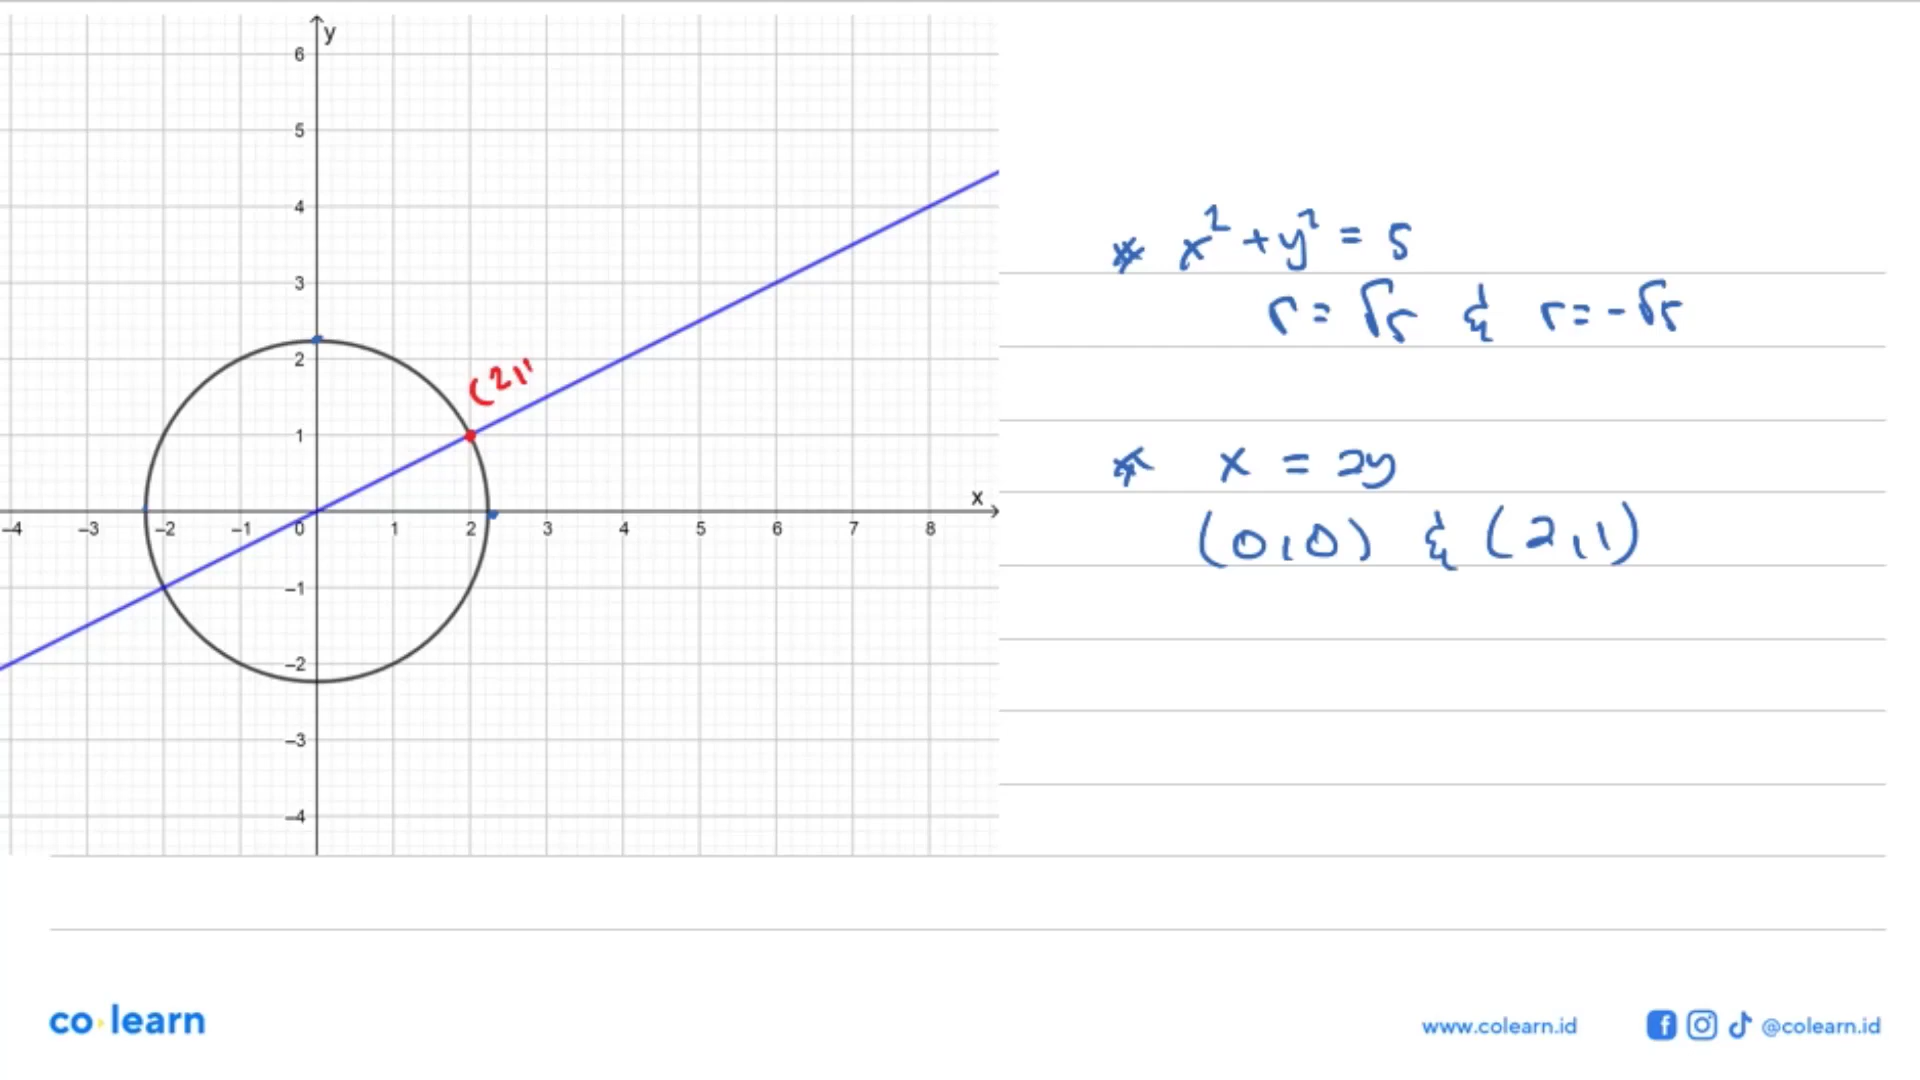 y
6
5
4
3
2
1
0
–1
–2
–3
–4
–4 –3 –2 –1 1 2 3 4 5 6 7 8
x
(2,1
* x² + y² = 5
r = √5 & r = -√5
* x = 2y
(0,0) & (2,1)
co learn
www.colearn.id
@colearn.id